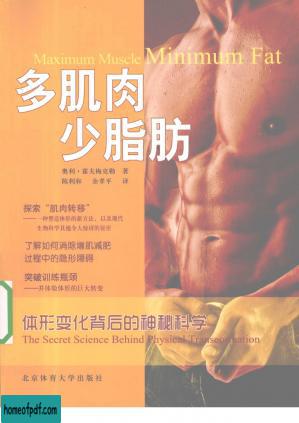 Maximum Muscle Minimum Fat
多肌肉
少脂肪
奥利·霍夫梅克勒 著
陈利和 余孝平 译
探索“肌肉转移”
——一种塑造体形的新方法，以及现代
生物科学其他令人惊讶的秘密
了解如何消除增肌减肥
过程中的隐形障碍
突破训练瓶颈
——并体验体形的巨大转变
体形变化背后的神秘科学
The Secret Science Behind Physical Transformation
北京体育大学出版社
homeofpdf.com